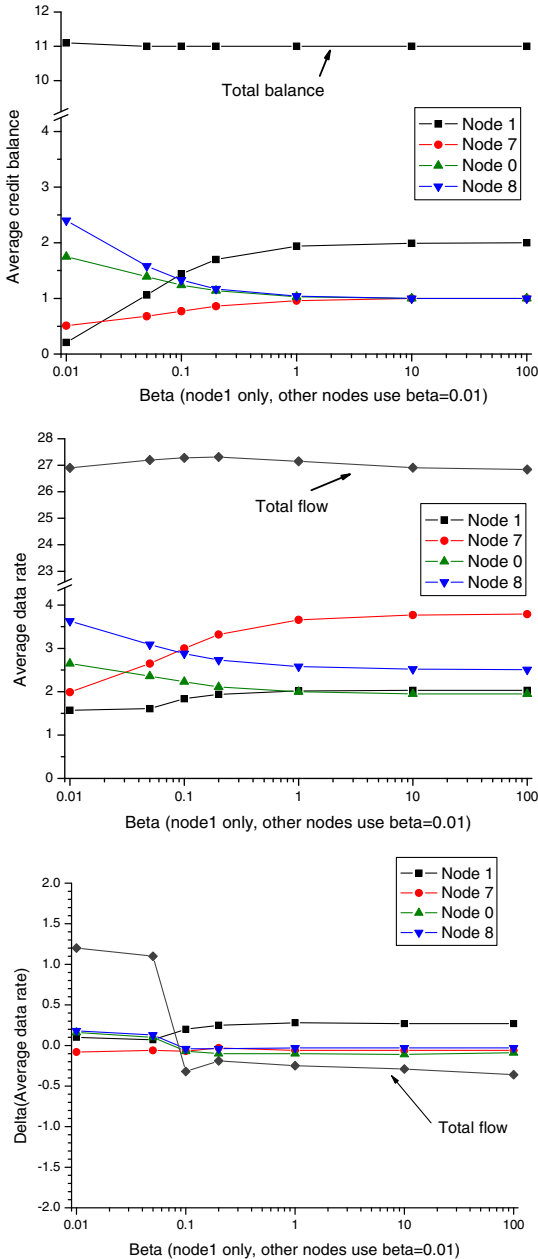 11
10
Total balance
Node 1
Node 7
Node 0
Node 8
4
3
2
1
0
Average credit balance
0.01
0.1
1
10
100
Beta (node1 only, other nodes use beta=0.01)
28
27
26
25
24
23
Total flow
Node 1
Node 7
Node 0
Node 8
4
3
2
1
0
Average data rate
0.01
0.1
1
10
100
Beta (node1 only, other nodes use beta=0.01)
Node 1
Node 7
Node 0
Node 8
2.0
1.5
1.0
0.5
0.0
-0.5
-1.0
-1.5
-2.0
Delta(Average data rate)
Total flow
0.01
0.1
1
10
100
Beta (node1 only, other nodes use beta=0.01)